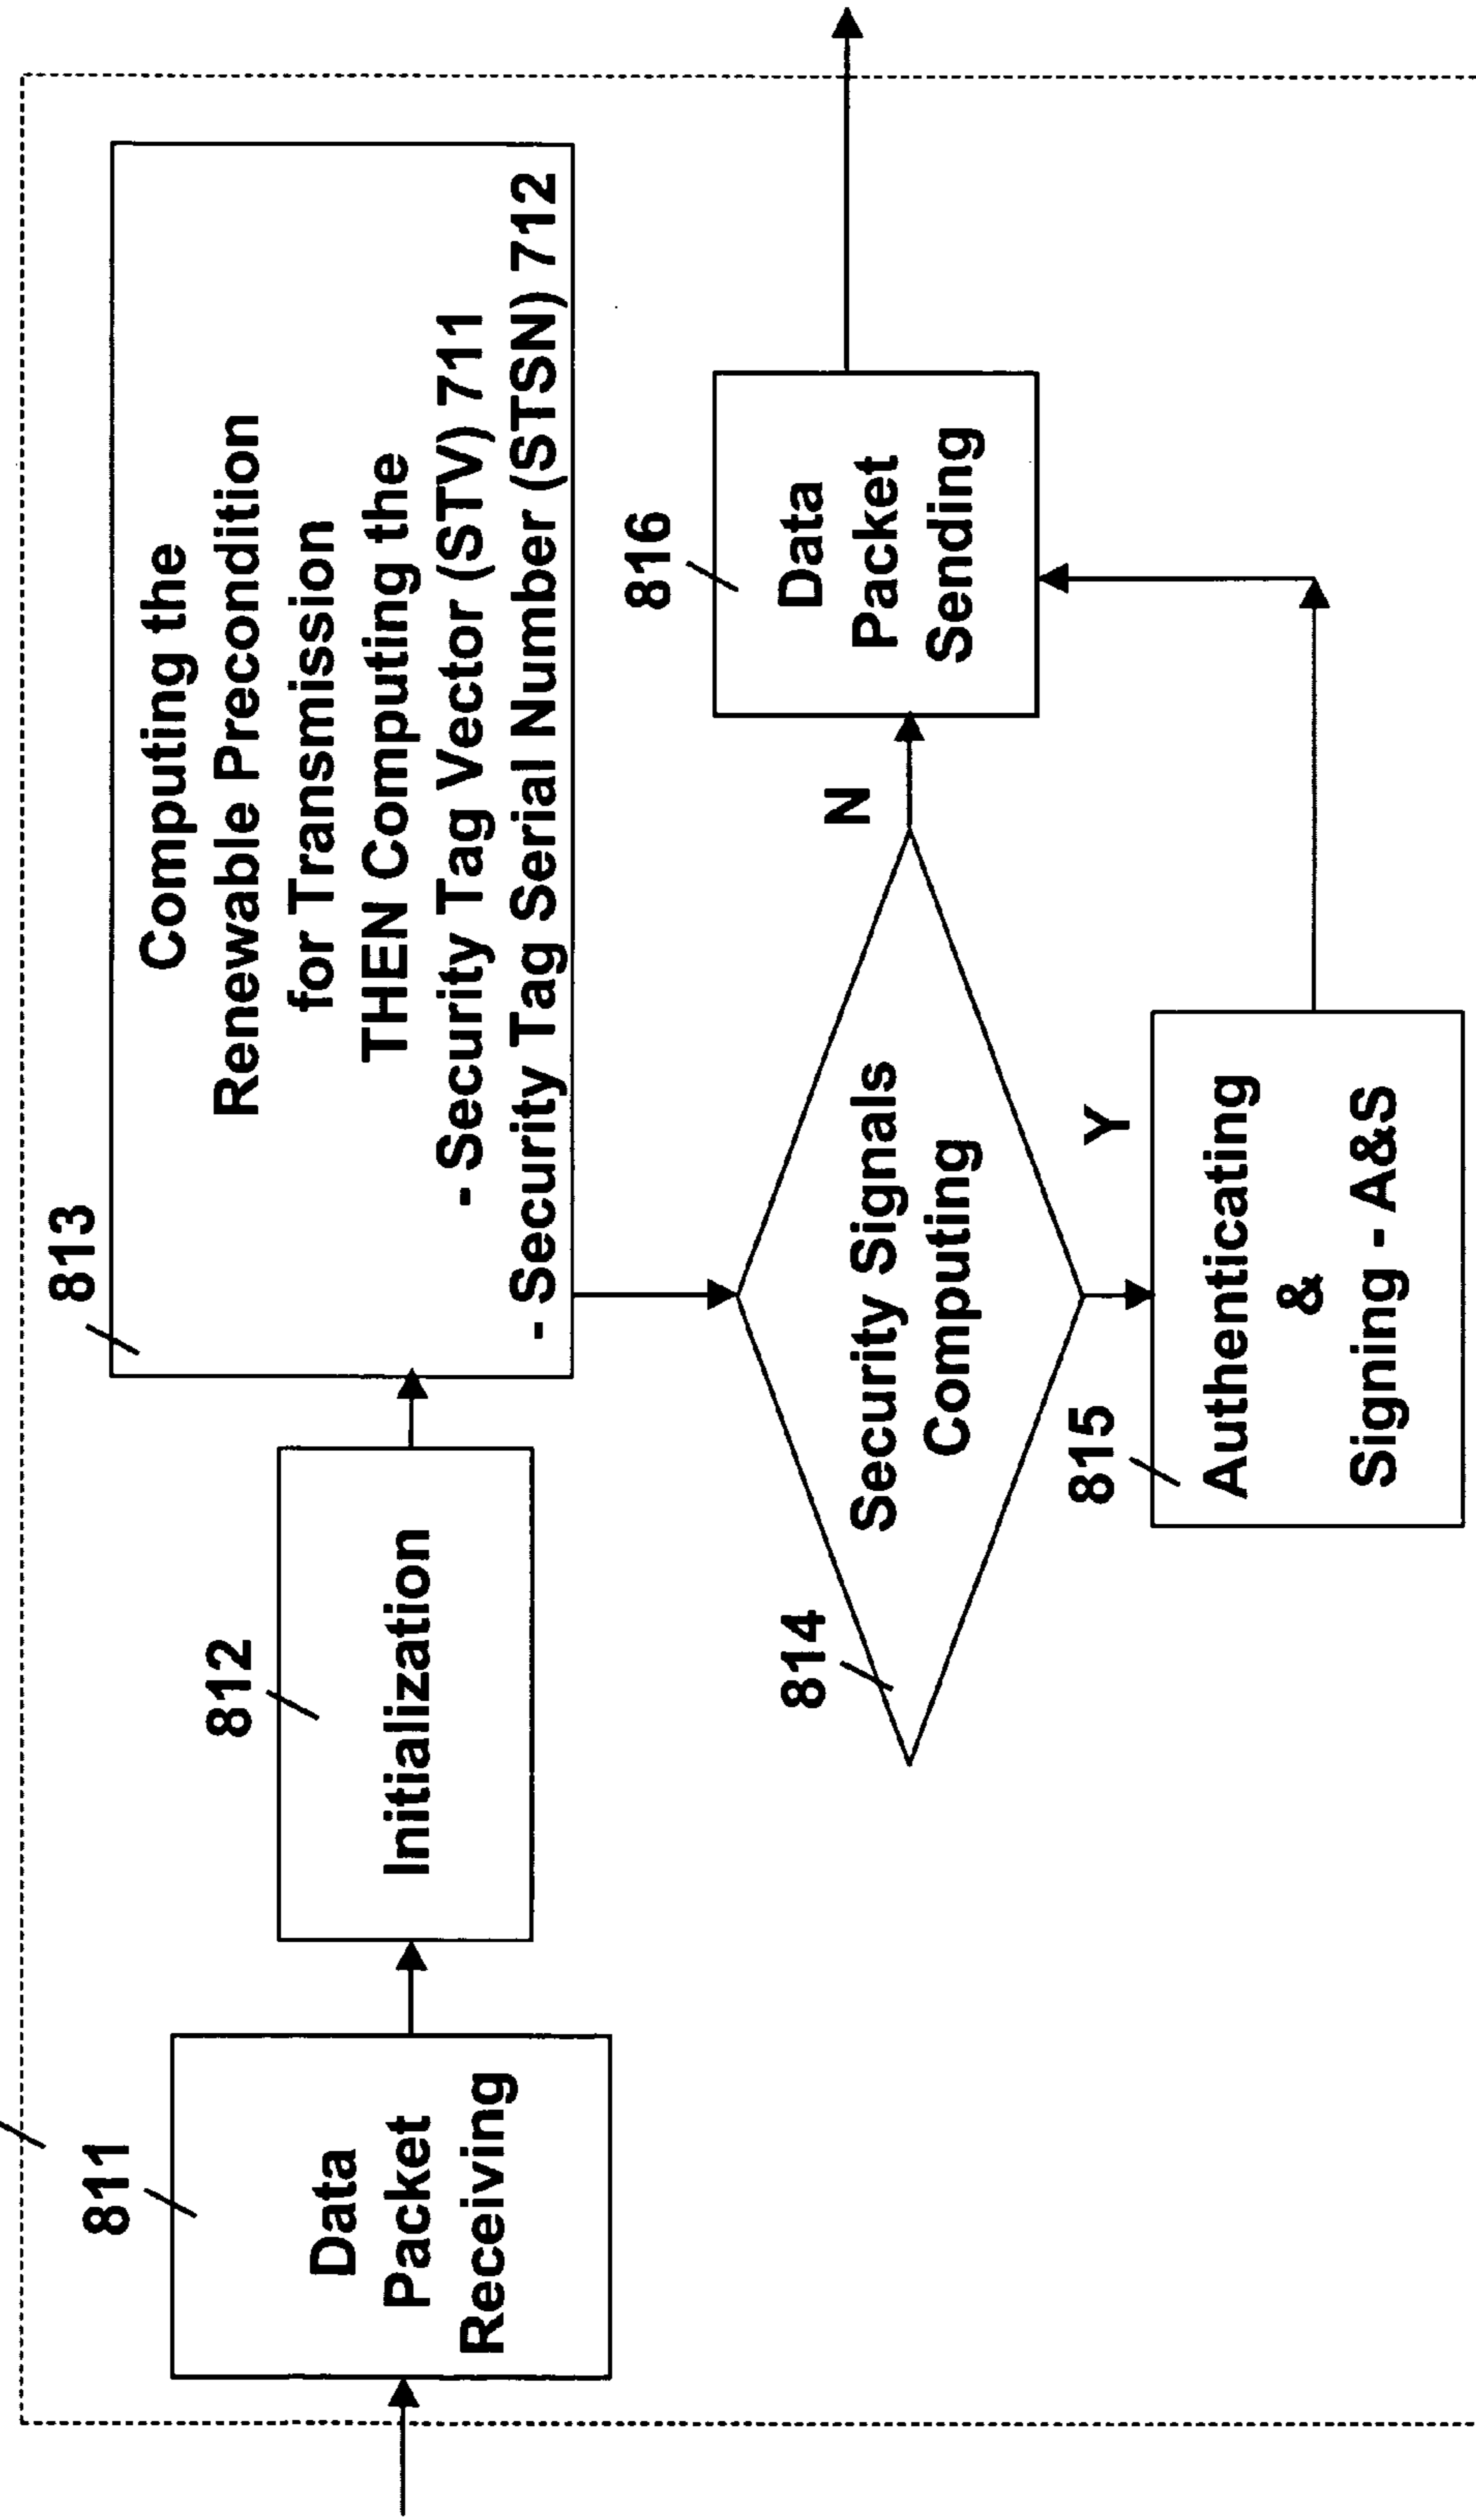 811
Data
Packet
Receiving
812
Initialization
813
Computing the
Renewable Precondition
for Transmission
THEN Computing the
- Security Tag Vector (STV) 711
- Security Tag Serial Number (STSN) 712
814
Security Signals
Computing
N
Y
815
Authenticating
&
Signing - A&S
816
Data
Packet
Sending